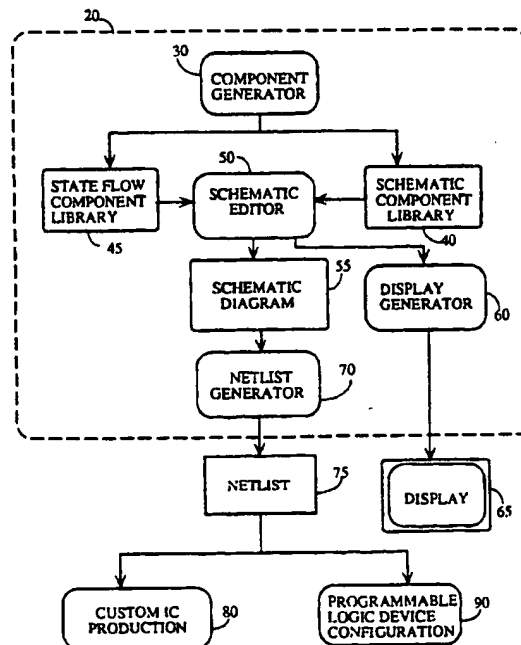 20
30
COMPONENT
GENERATOR
50
STATE FLOW
COMPONENT
LIBRARY
45
SCHEMATIC
EDITOR
SCHEMATIC
COMPONENT
LIBRARY
40
55
SCHEMATIC
DIAGRAM
DISPLAY
GENERATOR
60
70
NETLIST
GENERATOR
NETLIST
75
DISPLAY
65
CUSTOM IC
PRODUCTION
80
PROGRAMMABLE
LOGIC DEVICE
CONFIGURATION
90